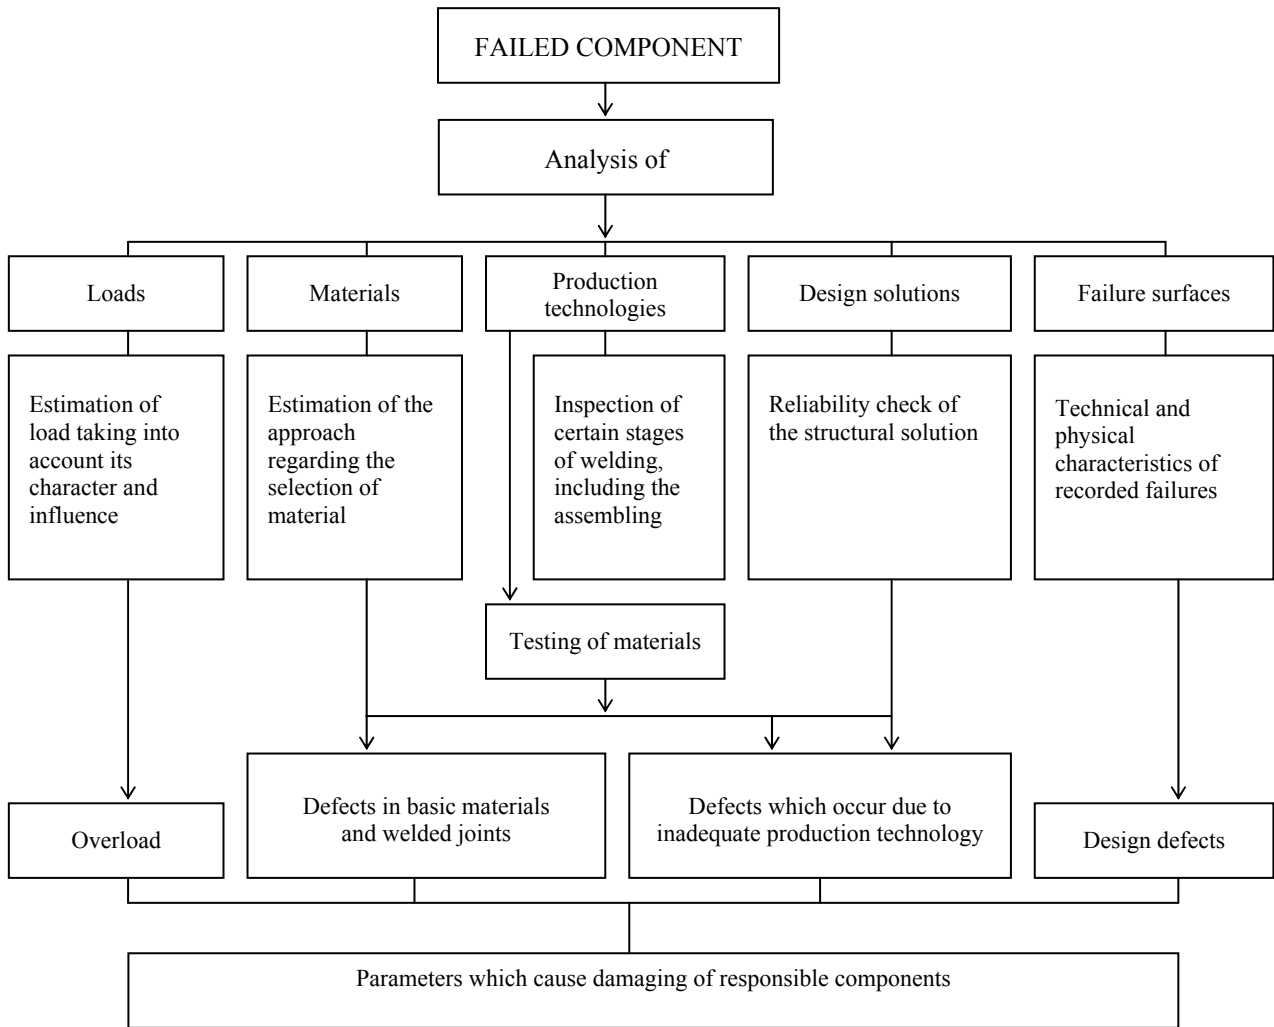 FAILED COMPONENT
Analysis of
Loads
Materials
Production
technologies
Design solutions
Failure surfaces
Estimation of
load taking into
account its
character and
influence
Estimation of the
approach
regarding the
selection of
material
Inspection of
certain stages
of welding,
including the
assembling
Reliability check of
the structural solution
Technical and
physical
characteristics of
recorded failures
Testing of materials
Overload
Defects in basic materials
and welded joints
Defects which occur due to
inadequate production technology
Design defects
Parameters which cause damaging of responsible components